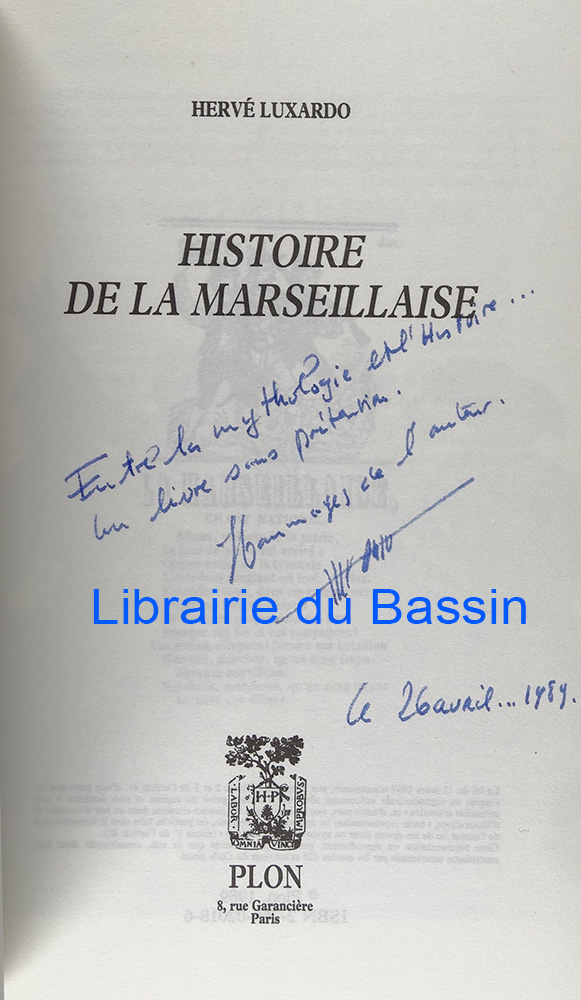 HERVÉ LUXARDO
HISTOIRE
DE LA MARSEILLAISE
Entre la mythologie et l'Histoire...
un livre sans prétention.
Hommages de l'auteur.
Librairie du Bassin
le 26 avril... 1989.
LABOR
OMNIA VINCIT
IMPROBUS
H·P
PLON
8, rue Garancière
Paris